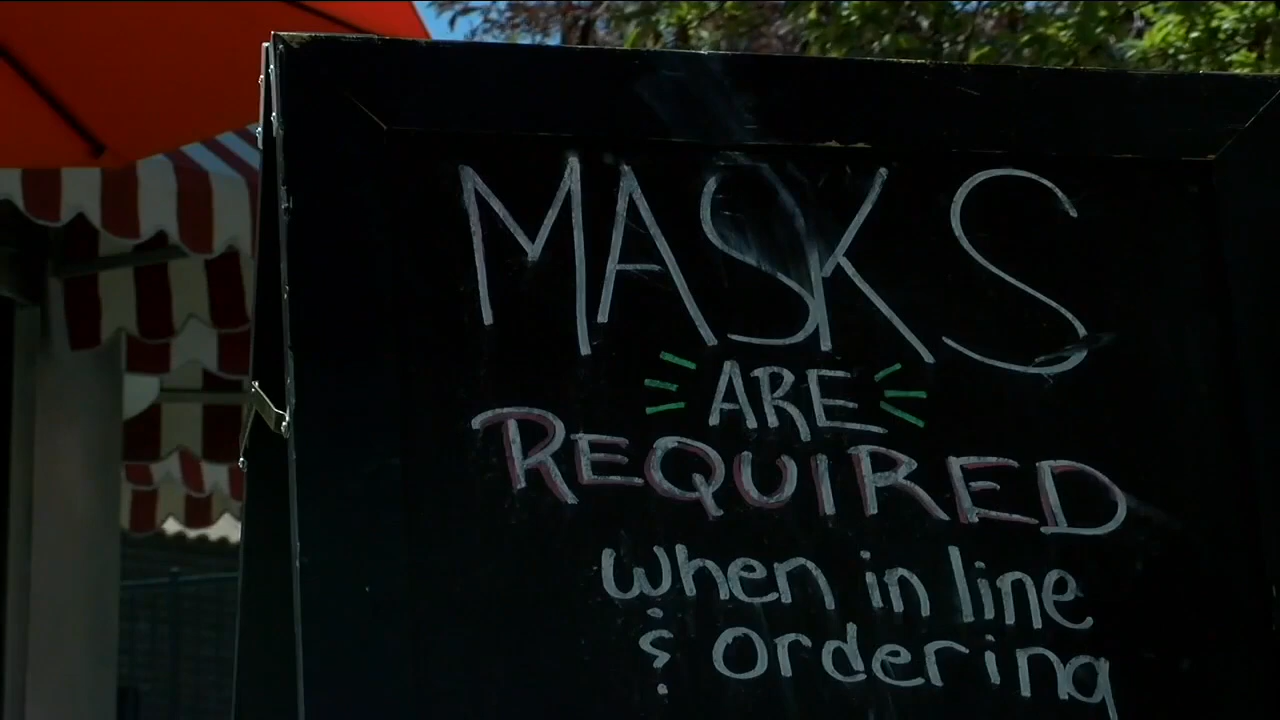 MASKS
ARE
REQUIRED
when in line
& ordering